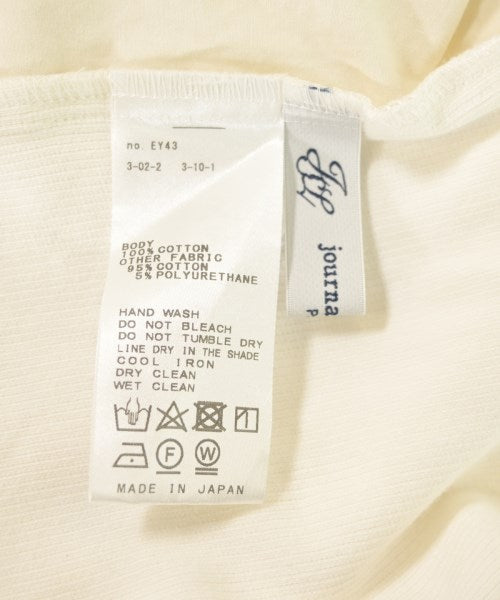 no. EY43
3-02-2 3-10-1
BODY
100% COTTON
OTHER FABRIC
95% COTTON
5% POLYURETHANE
HAND WASH
DO NOT BLEACH
DO NOT TUMBLE DRY
LINE DRY IN THE SHADE
COOL IRON
DRY CLEAN
WET CLEAN
F
W
MADE IN JAPAN
journa